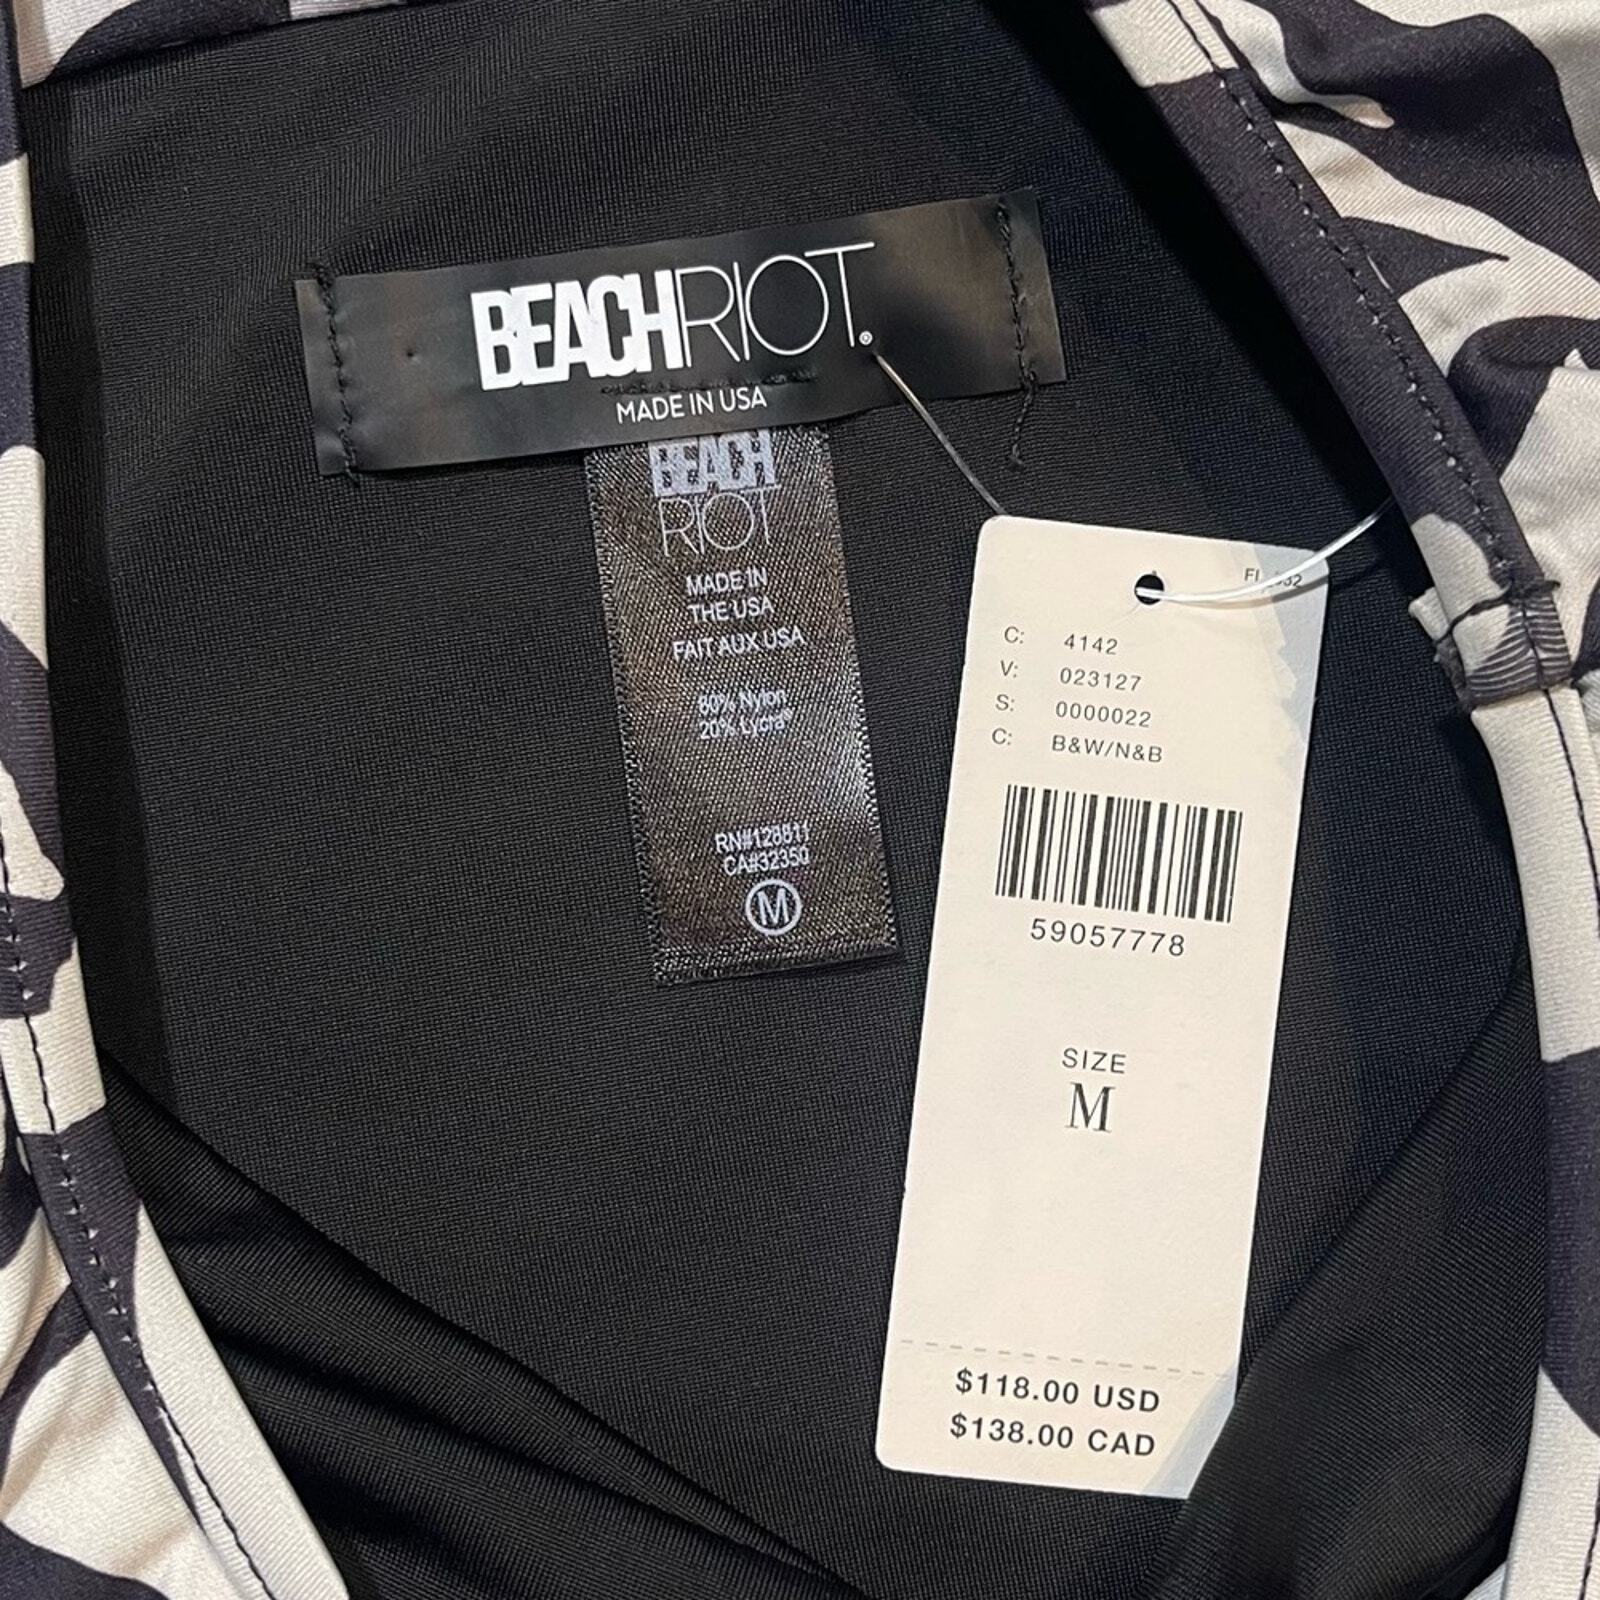 BEACHRIOT®
MADE IN USA
BEACH
RIOT
MADE IN
THE USA
FAIT AUX USA
80% Nylon
20% Lycra®
RN#128811
CA#32350
M
C: 4142
V: 023127
S: 0000022
C: B&W/N&B
59057778
SIZE
M
$118.00 USD
$138.00 CAD